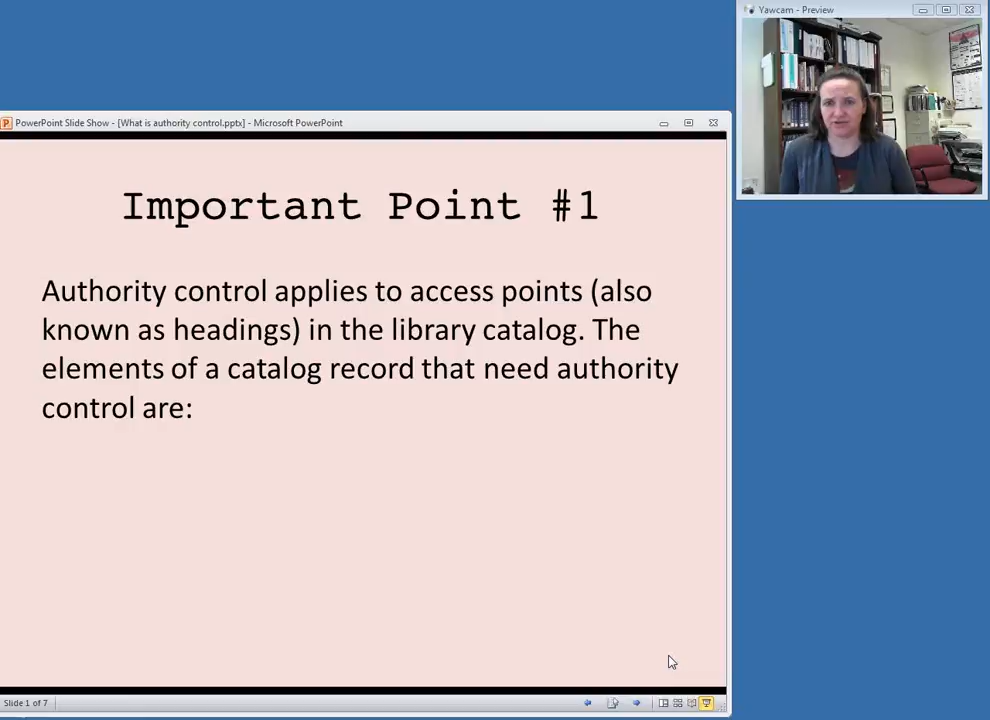 Yawcam - Preview
PowerPoint Slide Show - [What is authority control.pptx] - Microsoft PowerPoint
Important Point #1
Authority control applies to access points (also
known as headings) in the library catalog. The
elements of a catalog record that need authority
control are:
Slide 1 of 7